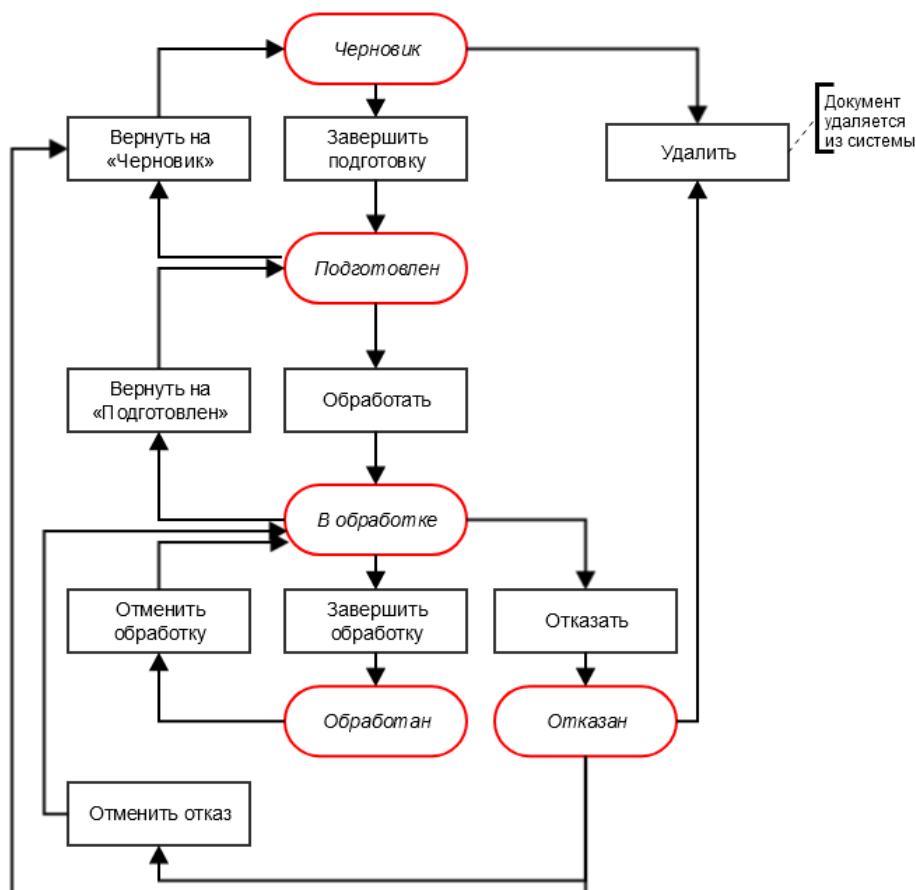 Черновик
Документ
удаляется
из системы
Вернуть на
«Черновик»
Завершить
подготовку
Удалить
Подготовлен
Вернуть на
«Подготовлен»
Обработать
В обработке
Отменить
обработку
Завершить
обработку
Отказать
Обработан
Отказан
Отменить отказ